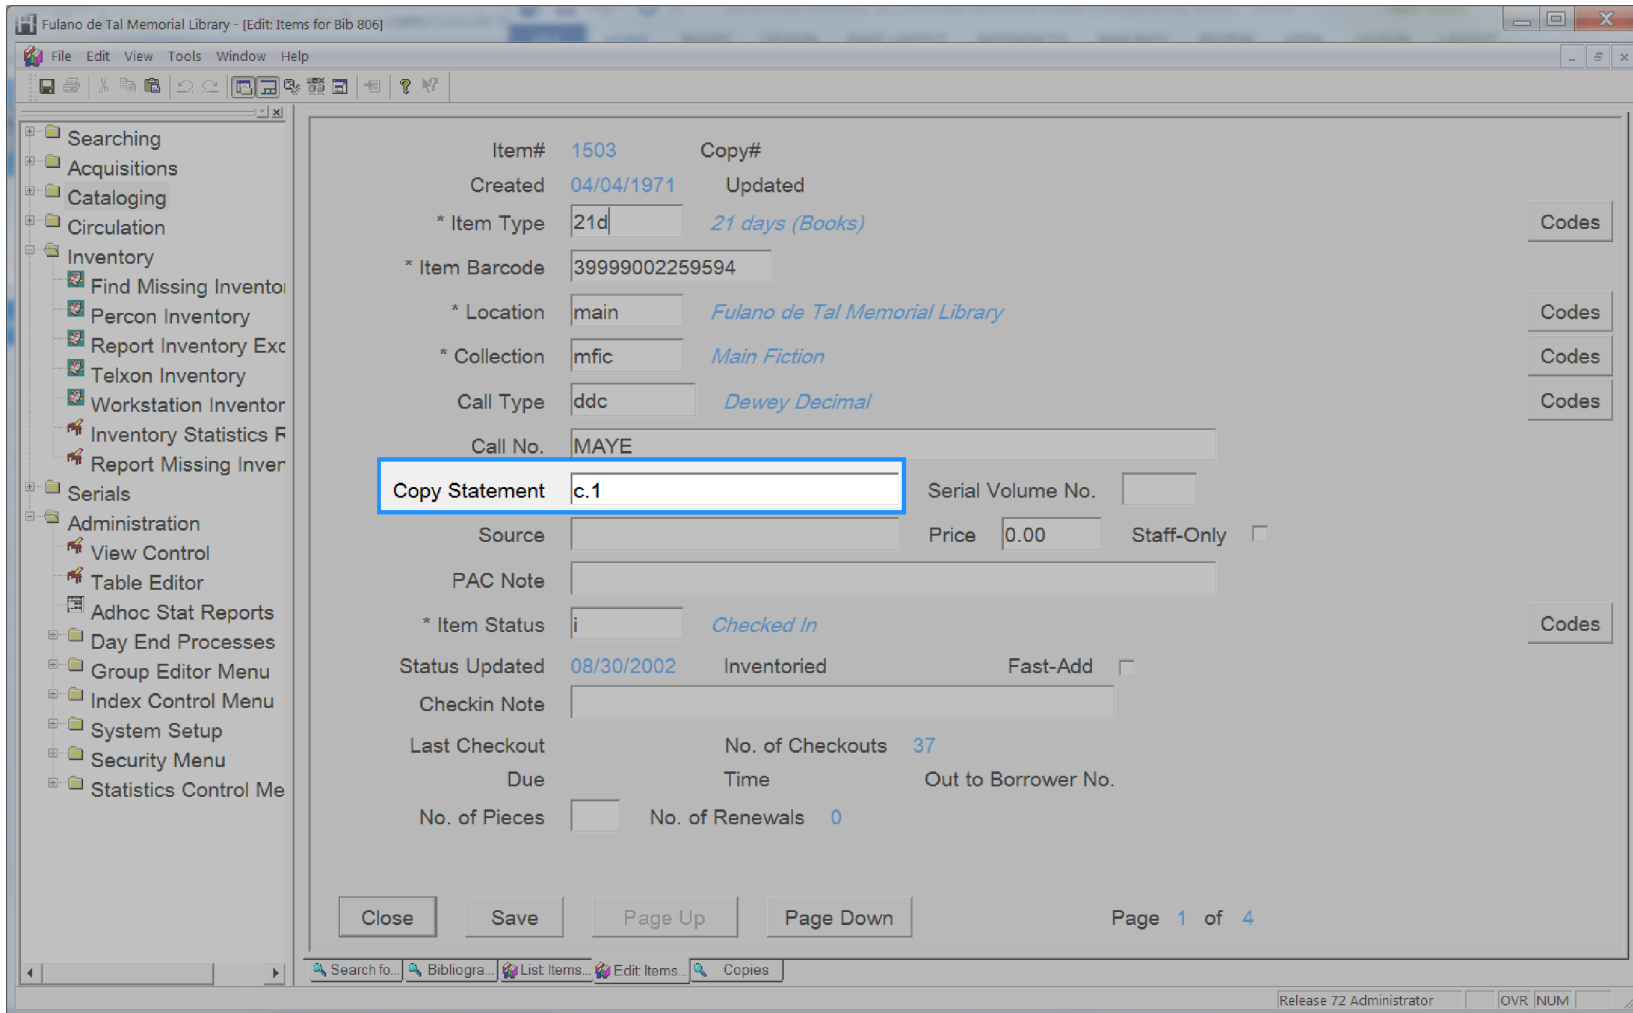 Fulano de Tal Memorial Library - [Edit: Items for Bib 806]
File Edit View Tools Window Help
Searching
Acquisitions
Cataloging
Circulation
Inventory
Find Missing Invento
Percon Inventory
Report Inventory Exc
Telxon Inventory
Workstation Inventor
Inventory Statistics R
Report Missing Inven
Serials
Administration
View Control
Table Editor
Adhoc Stat Reports
Day End Processes
Group Editor Menu
Index Control Menu
System Setup
Security Menu
Statistics Control Me
Item# 1503 Copy#
Created 04/04/1971 Updated
* Item Type 21d 21 days (Books) Codes
* Item Barcode 39999002259594
* Location main Fulano de Tal Memorial Library Codes
* Collection mfic Main Fiction Codes
Call Type ddc Dewey Decimal Codes
Call No. MAYE
Copy Statement c.1 Serial Volume No.
Source Price 0.00 Staff-Only
PAC Note
* Item Status i Checked In Codes
Status Updated 08/30/2002 Inventoried Fast-Add
Checkin Note
Last Checkout No. of Checkouts 37
Due Time Out to Borrower No.
No. of Pieces No. of Renewals 0
Close Save Page Up Page Down Page 1 of 4
Search fo... Bibliogra... List: Items... Edit: Items... Copies
Release 72 Administrator OVR NUM